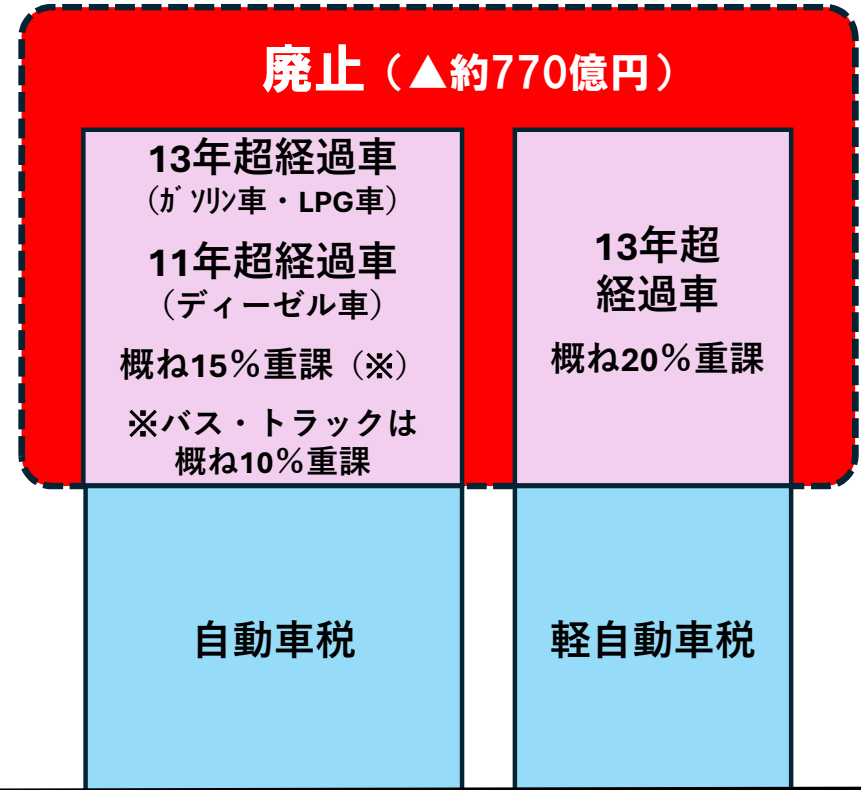 廃止（▲約770億円）
13年超経過車
（ｶﾞｿﾘﾝ車・LPG車）
11年超経過車
（ディーゼル車）
概ね15％重課（※）
※バス・トラックは
概ね10％重課
自動車税
13年超
経過車
概ね20％重課
軽自動車税